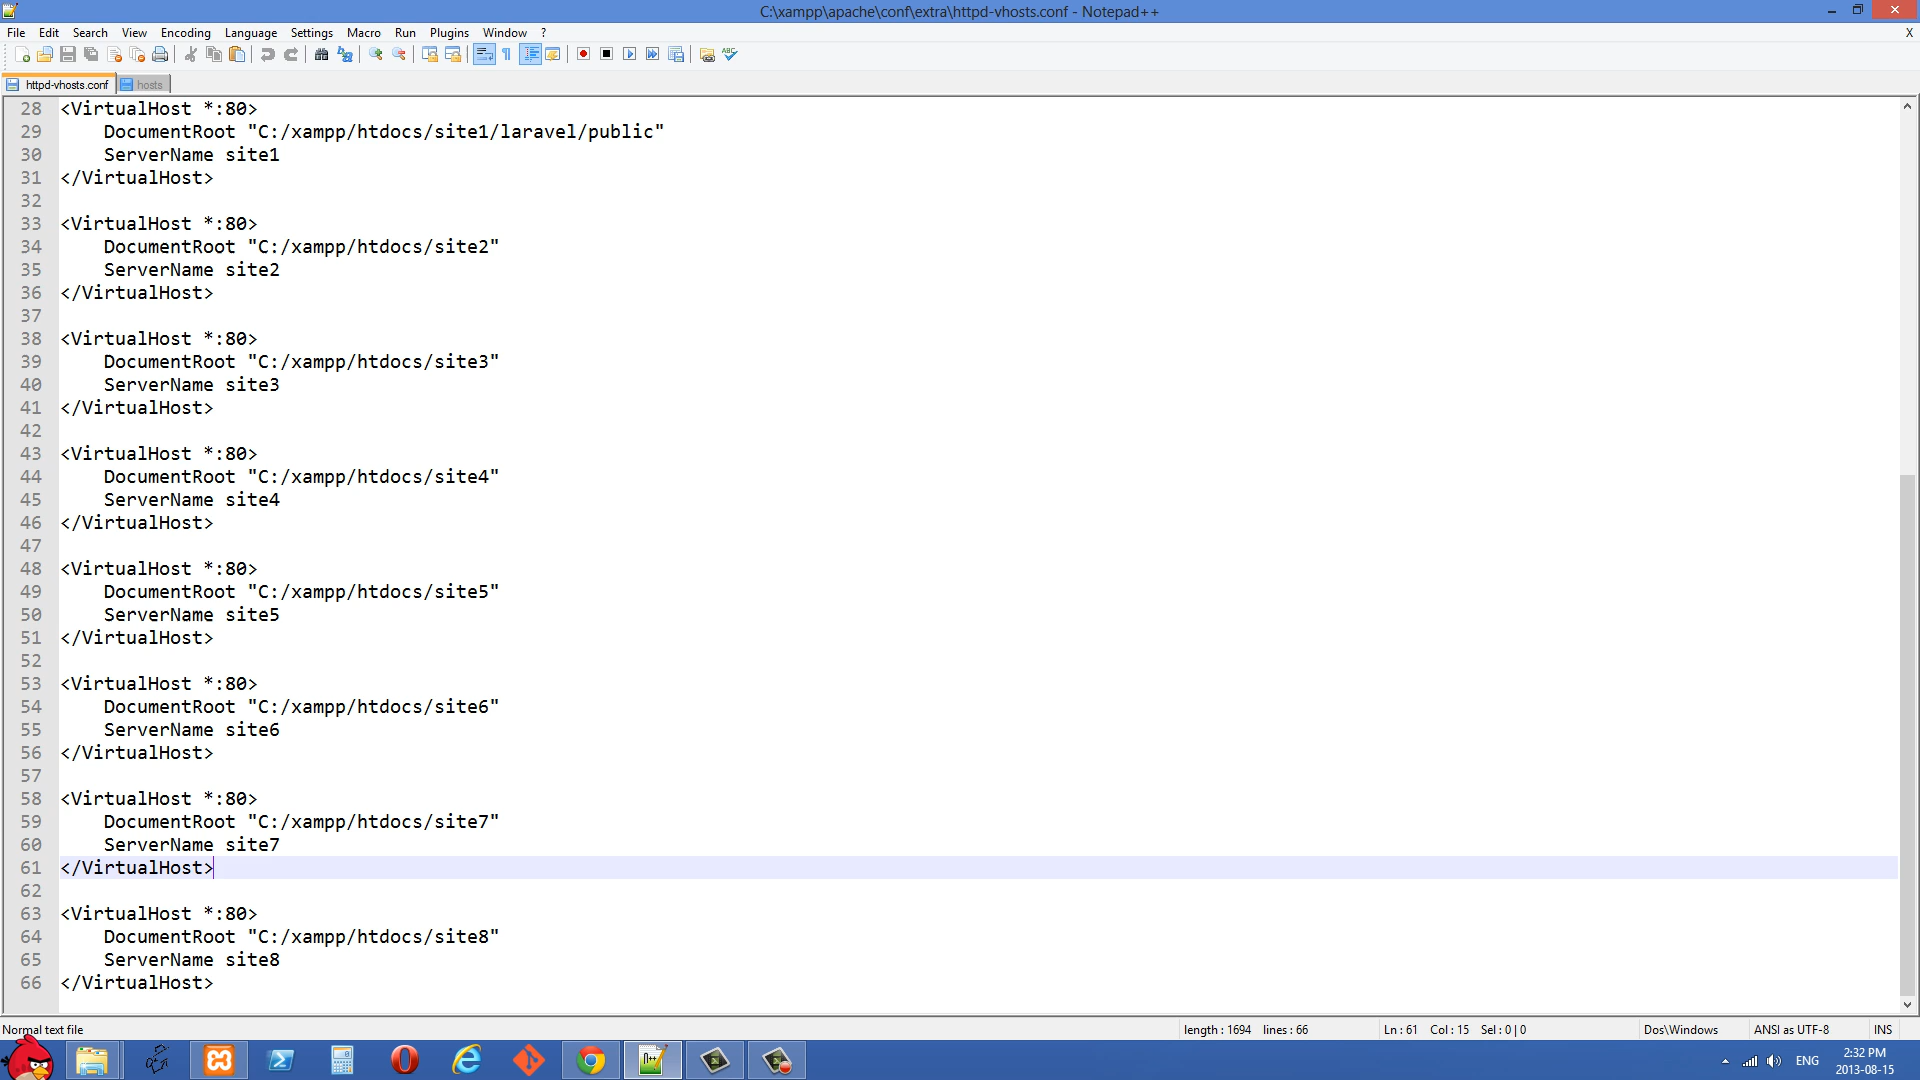 C:\xampp\apache\conf\extra\httpd-vhosts.conf - Notepad++
File Edit Search View Encoding Language Settings Macro Run Plugins Window ? X
httpd-vhosts.conf hosts
28 <VirtualHost *:80>
29 DocumentRoot "C:/xampp/htdocs/site1/laravel/public"
30 ServerName site1
31 </VirtualHost>
32
33 <VirtualHost *:80>
34 DocumentRoot "C:/xampp/htdocs/site2"
35 ServerName site2
36 </VirtualHost>
37
38 <VirtualHost *:80>
39 DocumentRoot "C:/xampp/htdocs/site3"
40 ServerName site3
41 </VirtualHost>
42
43 <VirtualHost *:80>
44 DocumentRoot "C:/xampp/htdocs/site4"
45 ServerName site4
46 </VirtualHost>
47
48 <VirtualHost *:80>
49 DocumentRoot "C:/xampp/htdocs/site5"
50 ServerName site5
51 </VirtualHost>
52
53 <VirtualHost *:80>
54 DocumentRoot "C:/xampp/htdocs/site6"
55 ServerName site6
56 </VirtualHost>
57
58 <VirtualHost *:80>
59 DocumentRoot "C:/xampp/htdocs/site7"
60 ServerName site7
61 </VirtualHost>
62
63 <VirtualHost *:80>
64 DocumentRoot "C:/xampp/htdocs/site8"
65 ServerName site8
66 </VirtualHost>
Normal text file length : 1694 lines : 66 Ln : 61 Col : 15 Sel : 0 | 0 Dos\Windows ANSI as UTF-8 INS
ENG 2:32 PM
2013-08-15